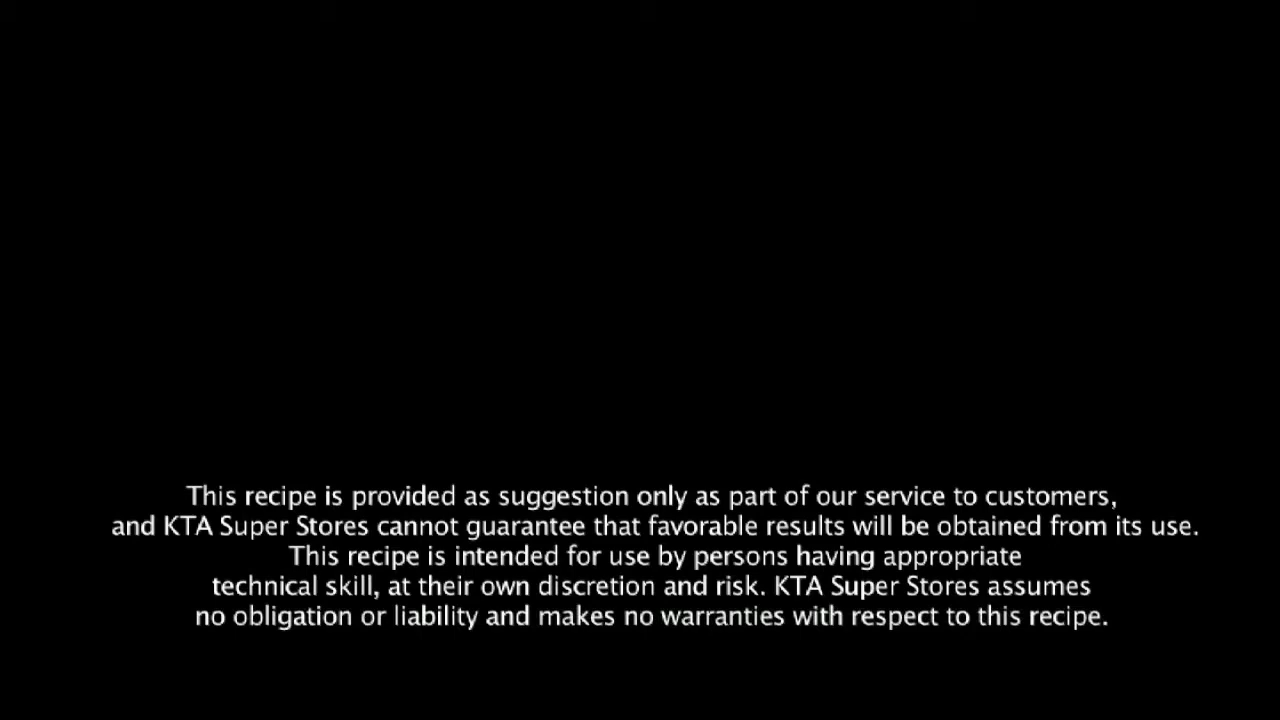 This recipe is provided as suggestion only as part of our service to customers,
and KTA Super Stores cannot guarantee that favorable results will be obtained from its use.
This recipe is intended for use by persons having appropriate
technical skill, at their own discretion and risk. KTA Super Stores assumes
no obligation or liability and makes no warranties with respect to this recipe.